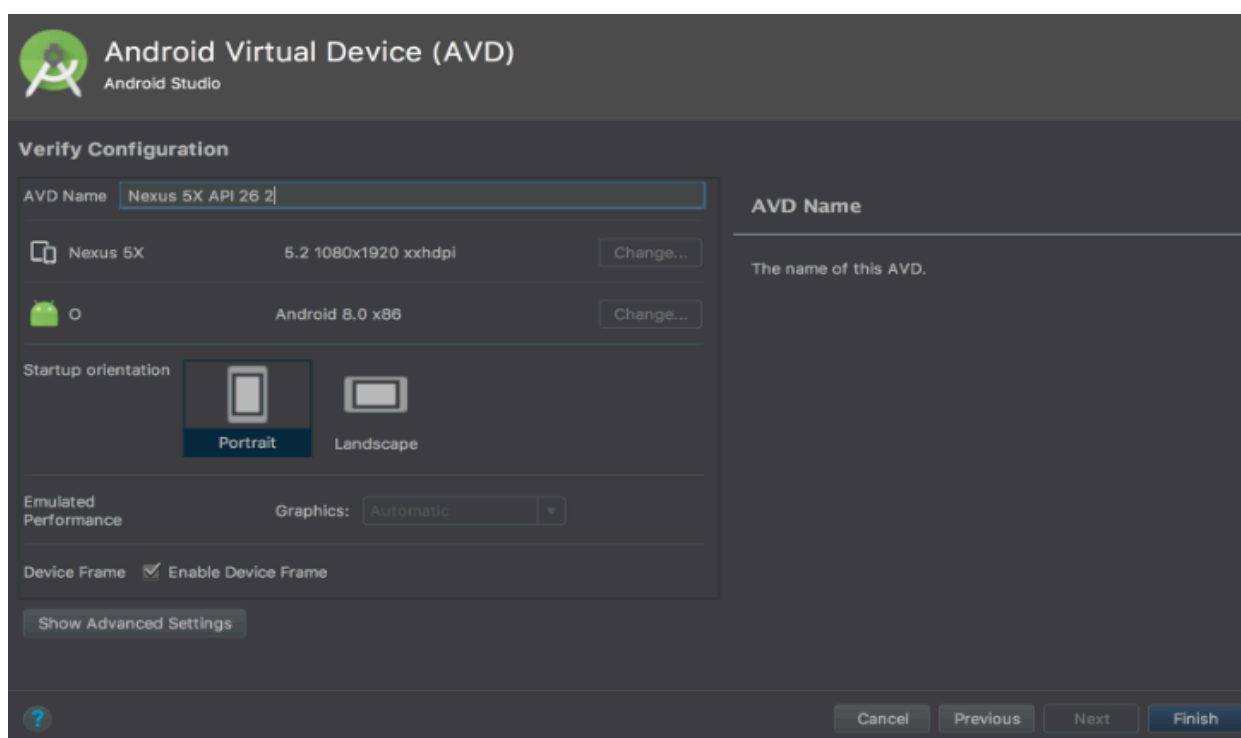 Android Virtual Device (AVD)
Android Studio
Verify Configuration
AVD Name Nexus 5X API 26 2
Nexus 5X 5.2 1080x1920 xxhdpi Change...
O Android 8.0 x86 Change...
Startup orientation
Portrait Landscape
Emulated
Performance
Graphics: Automatic
Device Frame Enable Device Frame
Show Advanced Settings
AVD Name
The name of this AVD.
? Cancel Previous Next Finish